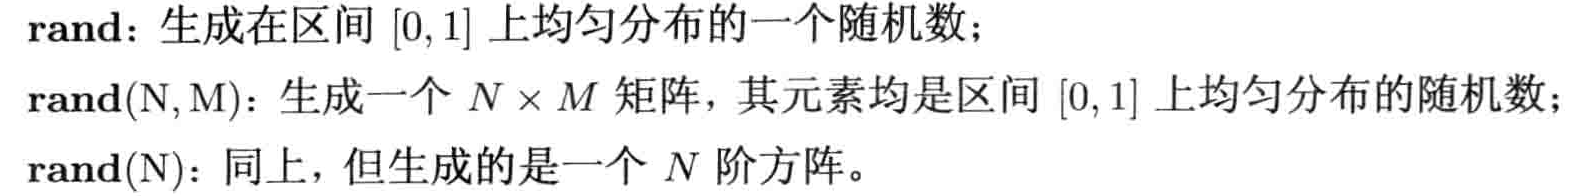 rand: 生成在区间 [0, 1] 上均匀分布的一个随机数;
rand(N, M): 生成一个 N × M 矩阵, 其元素均是区间 [0, 1] 上均匀分布的随机数;
rand(N): 同上, 但生成的是一个 N 阶方阵。